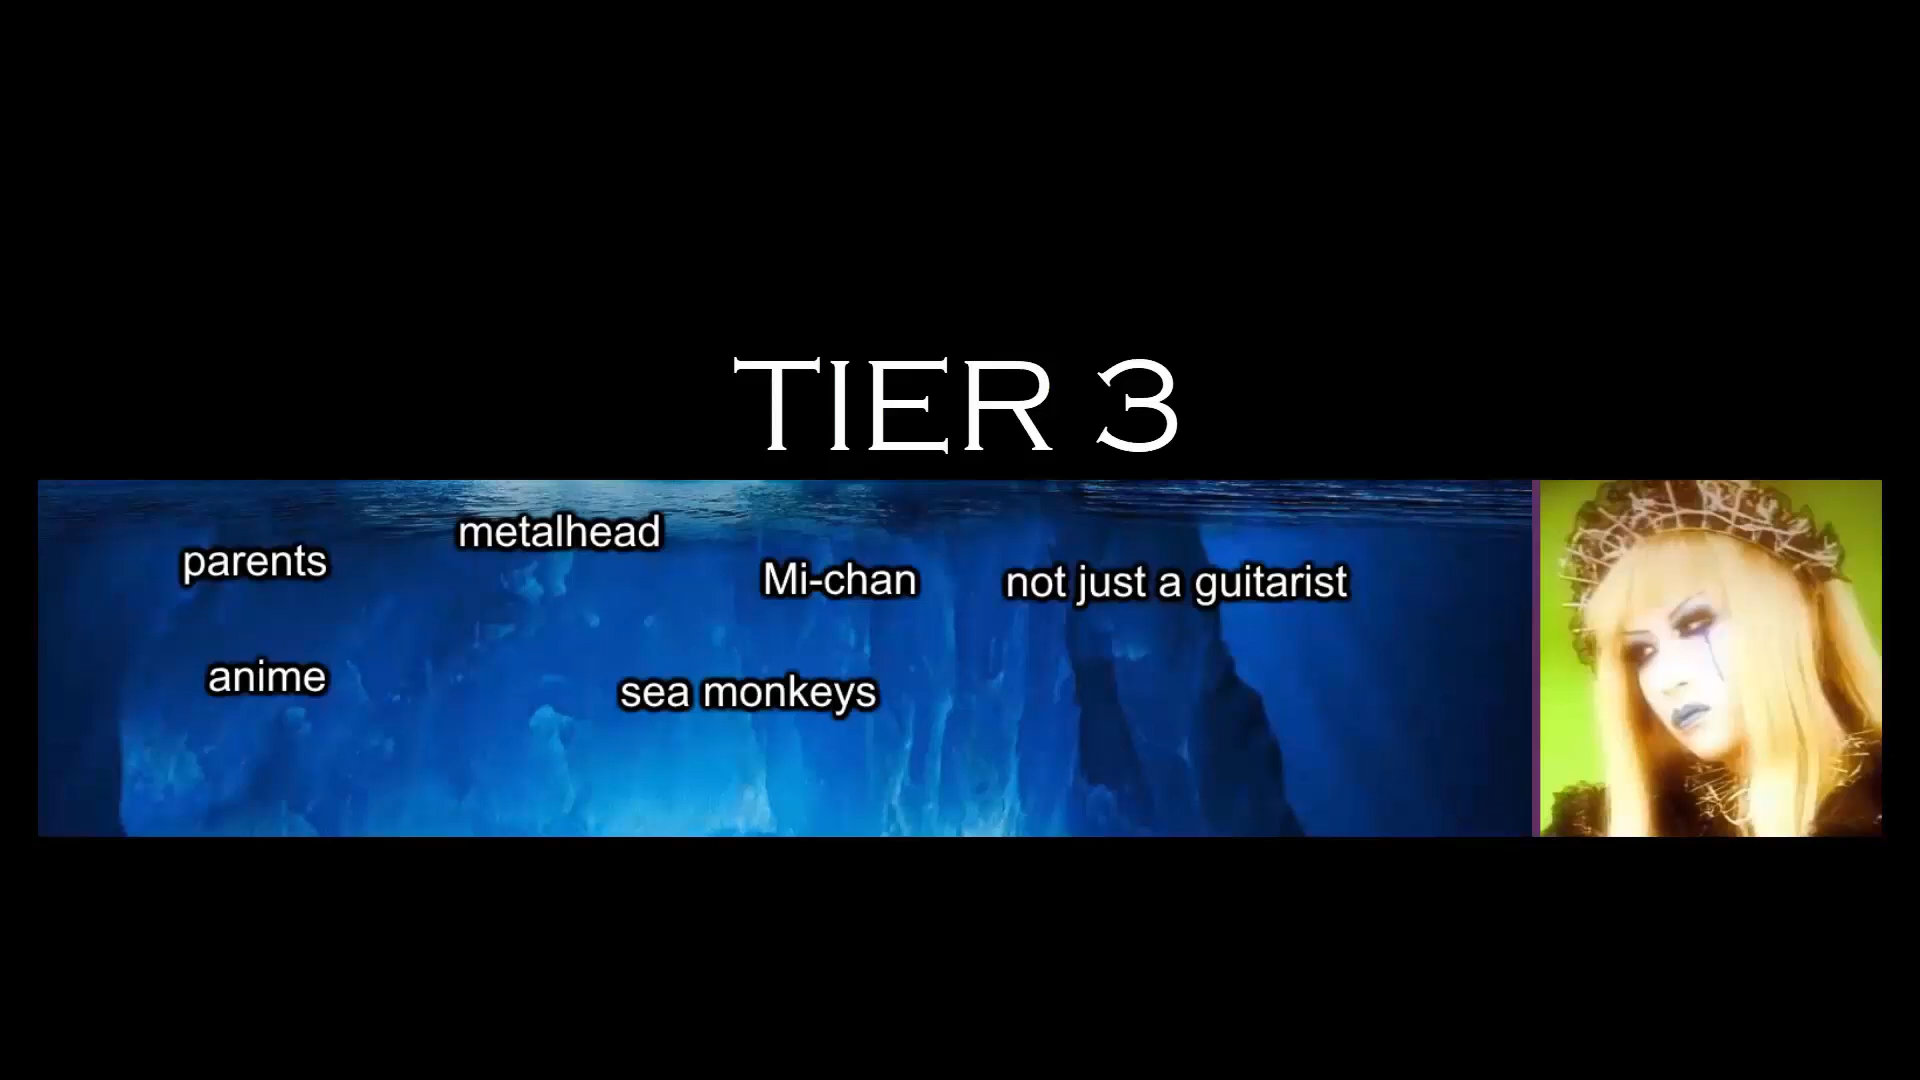 TIER 3
metalhead
parents
Mi-chan
not just a guitarist
anime
sea monkeys